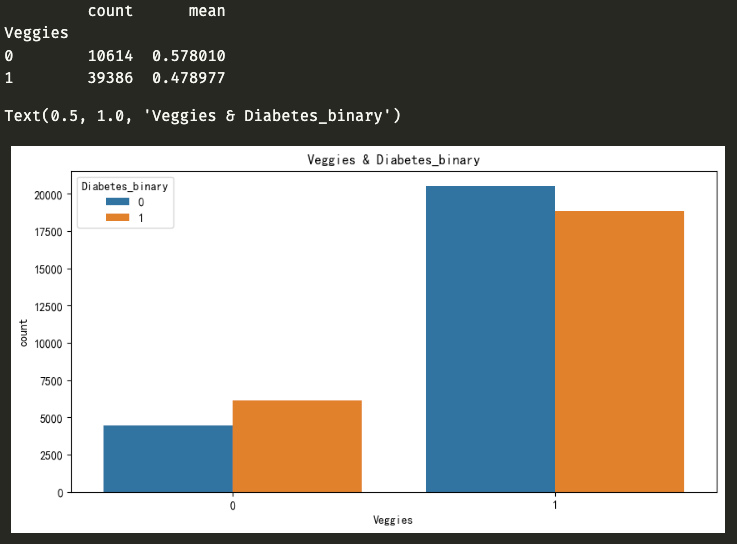 count mean
Veggies
0 10614 0.578010
1 39386 0.478977
Text(0.5, 1.0, 'Veggies & Diabetes_binary')
Veggies & Diabetes_binary
Diabetes_binary
0
1
20000
17500
15000
12500
10000
7500
5000
2500
0
count
0 1
Veggies